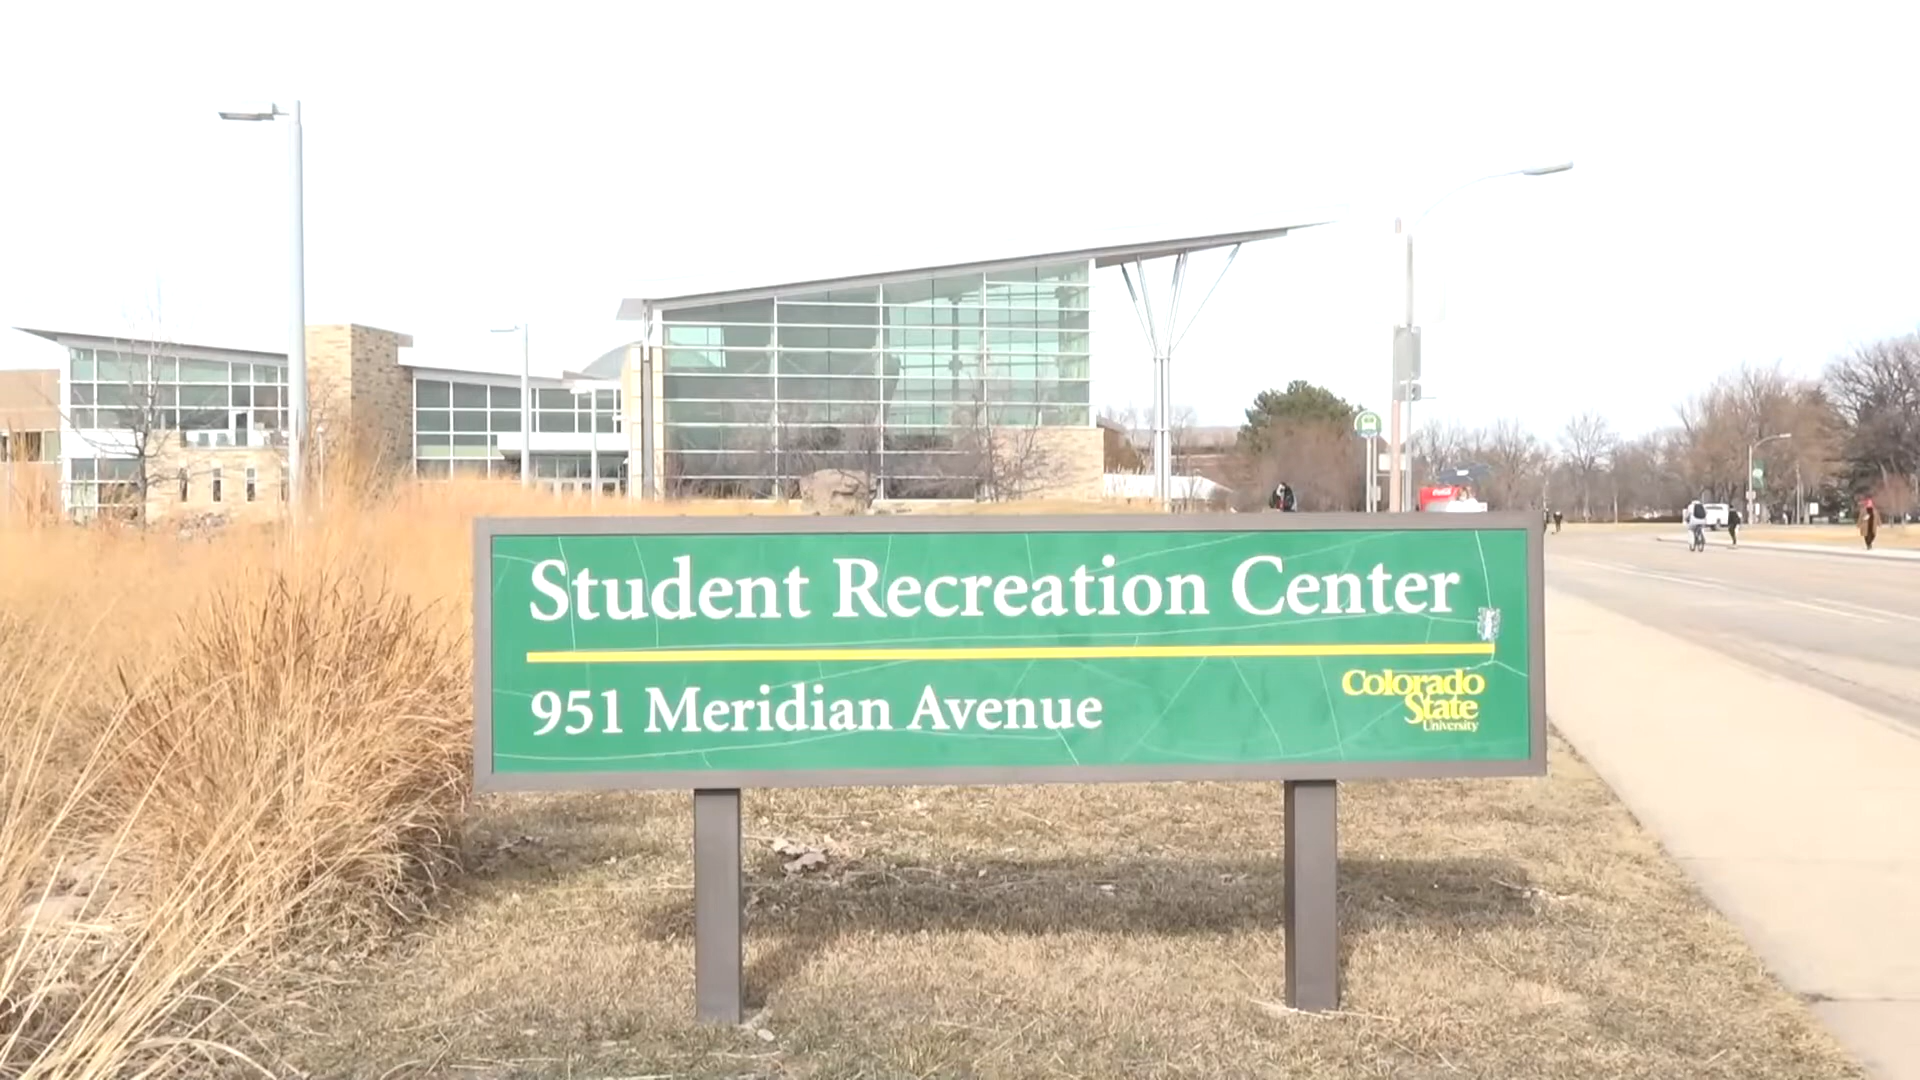 Student Recreation Center
951 Meridian Avenue
Colorado
State
University